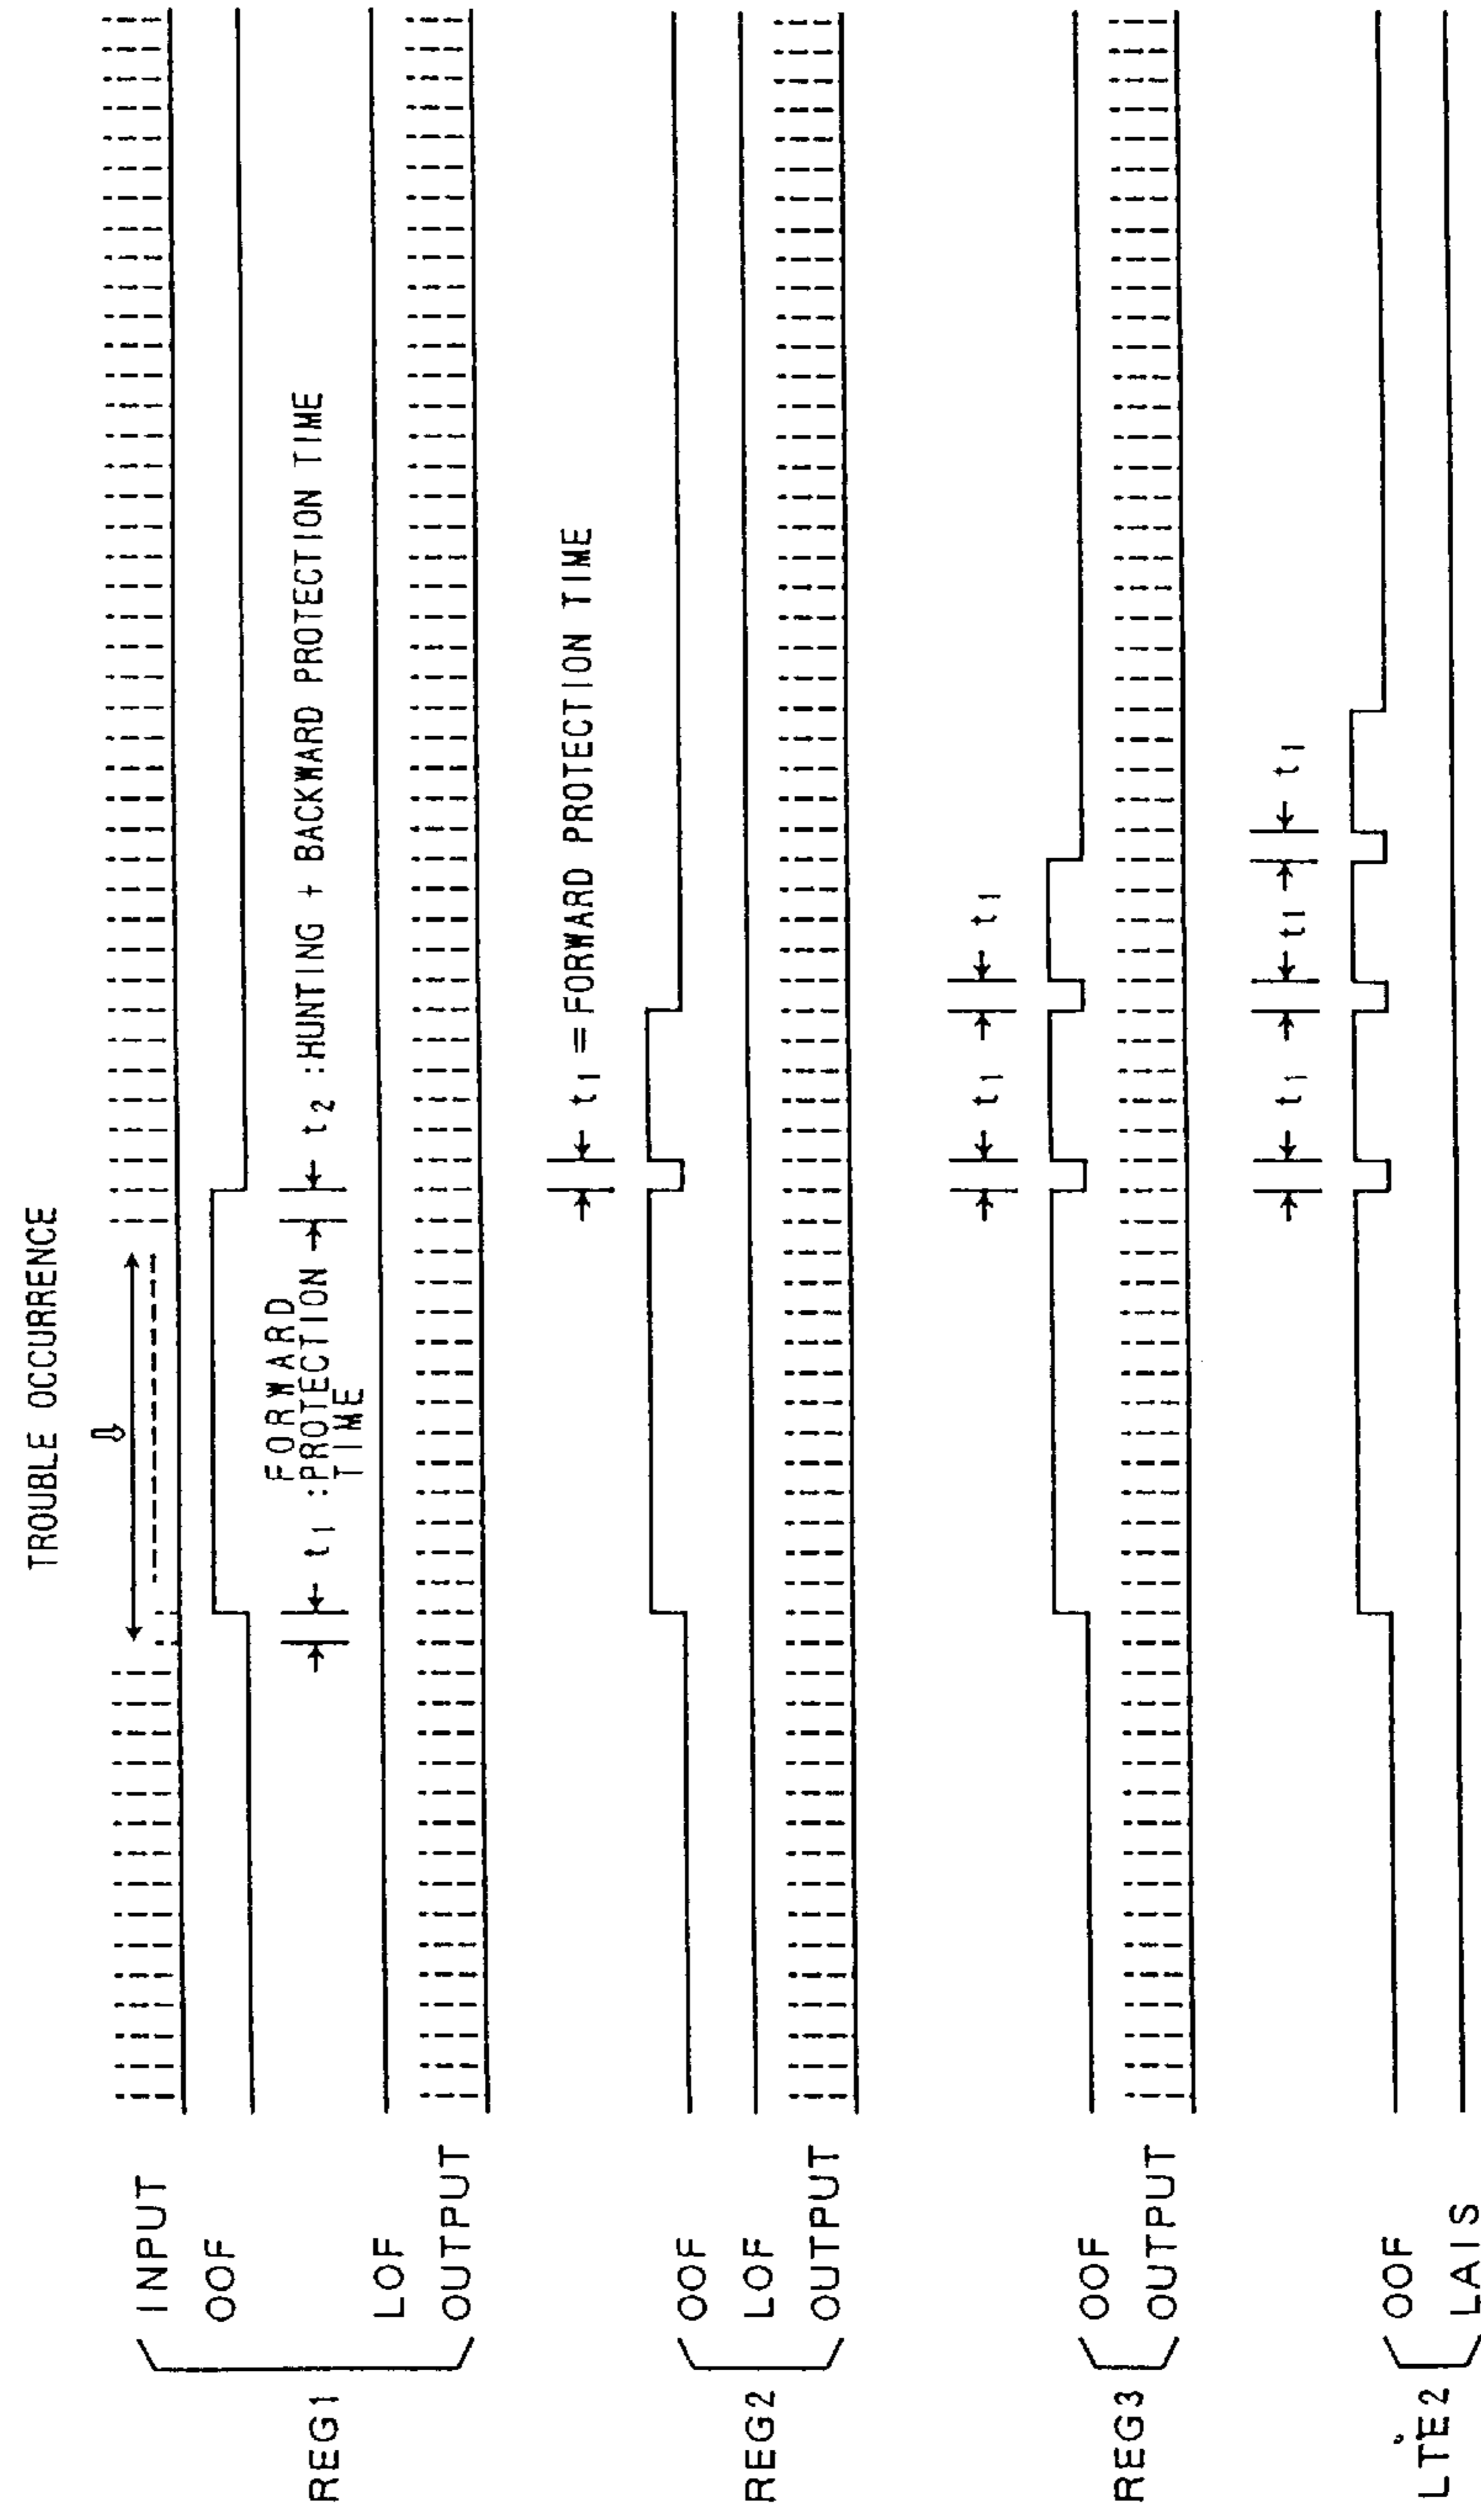 TROUBLE OCCURRENCE
REG1
INPUT
OOF
t1 :
FORWARD
PROTECTION
TIME
t2 : HUNTING + BACKWARD PROTECTION TIME
LOF
OUTPUT
REG2
t1 = FORWARD PROTECTION TIME
OOF
LOF
OUTPUT
REG3
t1
t1
OOF
OUTPUT
LTE2
t1
t1
t1
OOF
LAIS